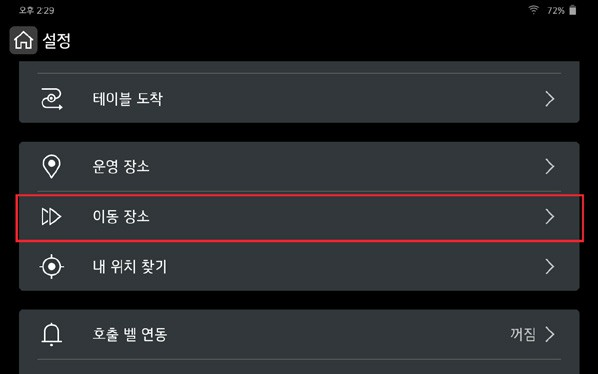 오후 2:29
72%
설정
테이블 도착
운영 장소
이동 장소
내 위치 찾기
호출 벨 연동 꺼짐